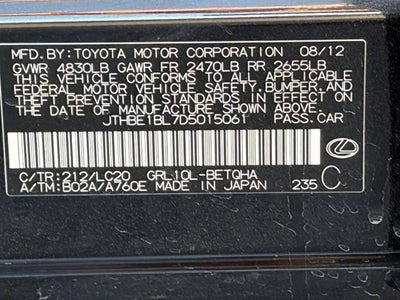 MFD.BY:TOYOTA MOTOR CORPORATION 08/12
GVWR 4830LB GAWR FR 2470LB RR 2655LB
THIS VEHICLE CONFORMS TO ALL APPLICABLE
FEDERAL MOTOR VEHICLE SAFETY,BUMPER,AND
THEFT PREVENTION STANDARDS IN EFFECT ON
THE DATE OF MANUFACTURE SHOWN ABOVE.
JTHBE1BL7D5015061 PASS.CAR
C/TR:212/LC20 GRL10L-BETQHA
A/TM:B02A/A760E MADE IN JAPAN 235 C